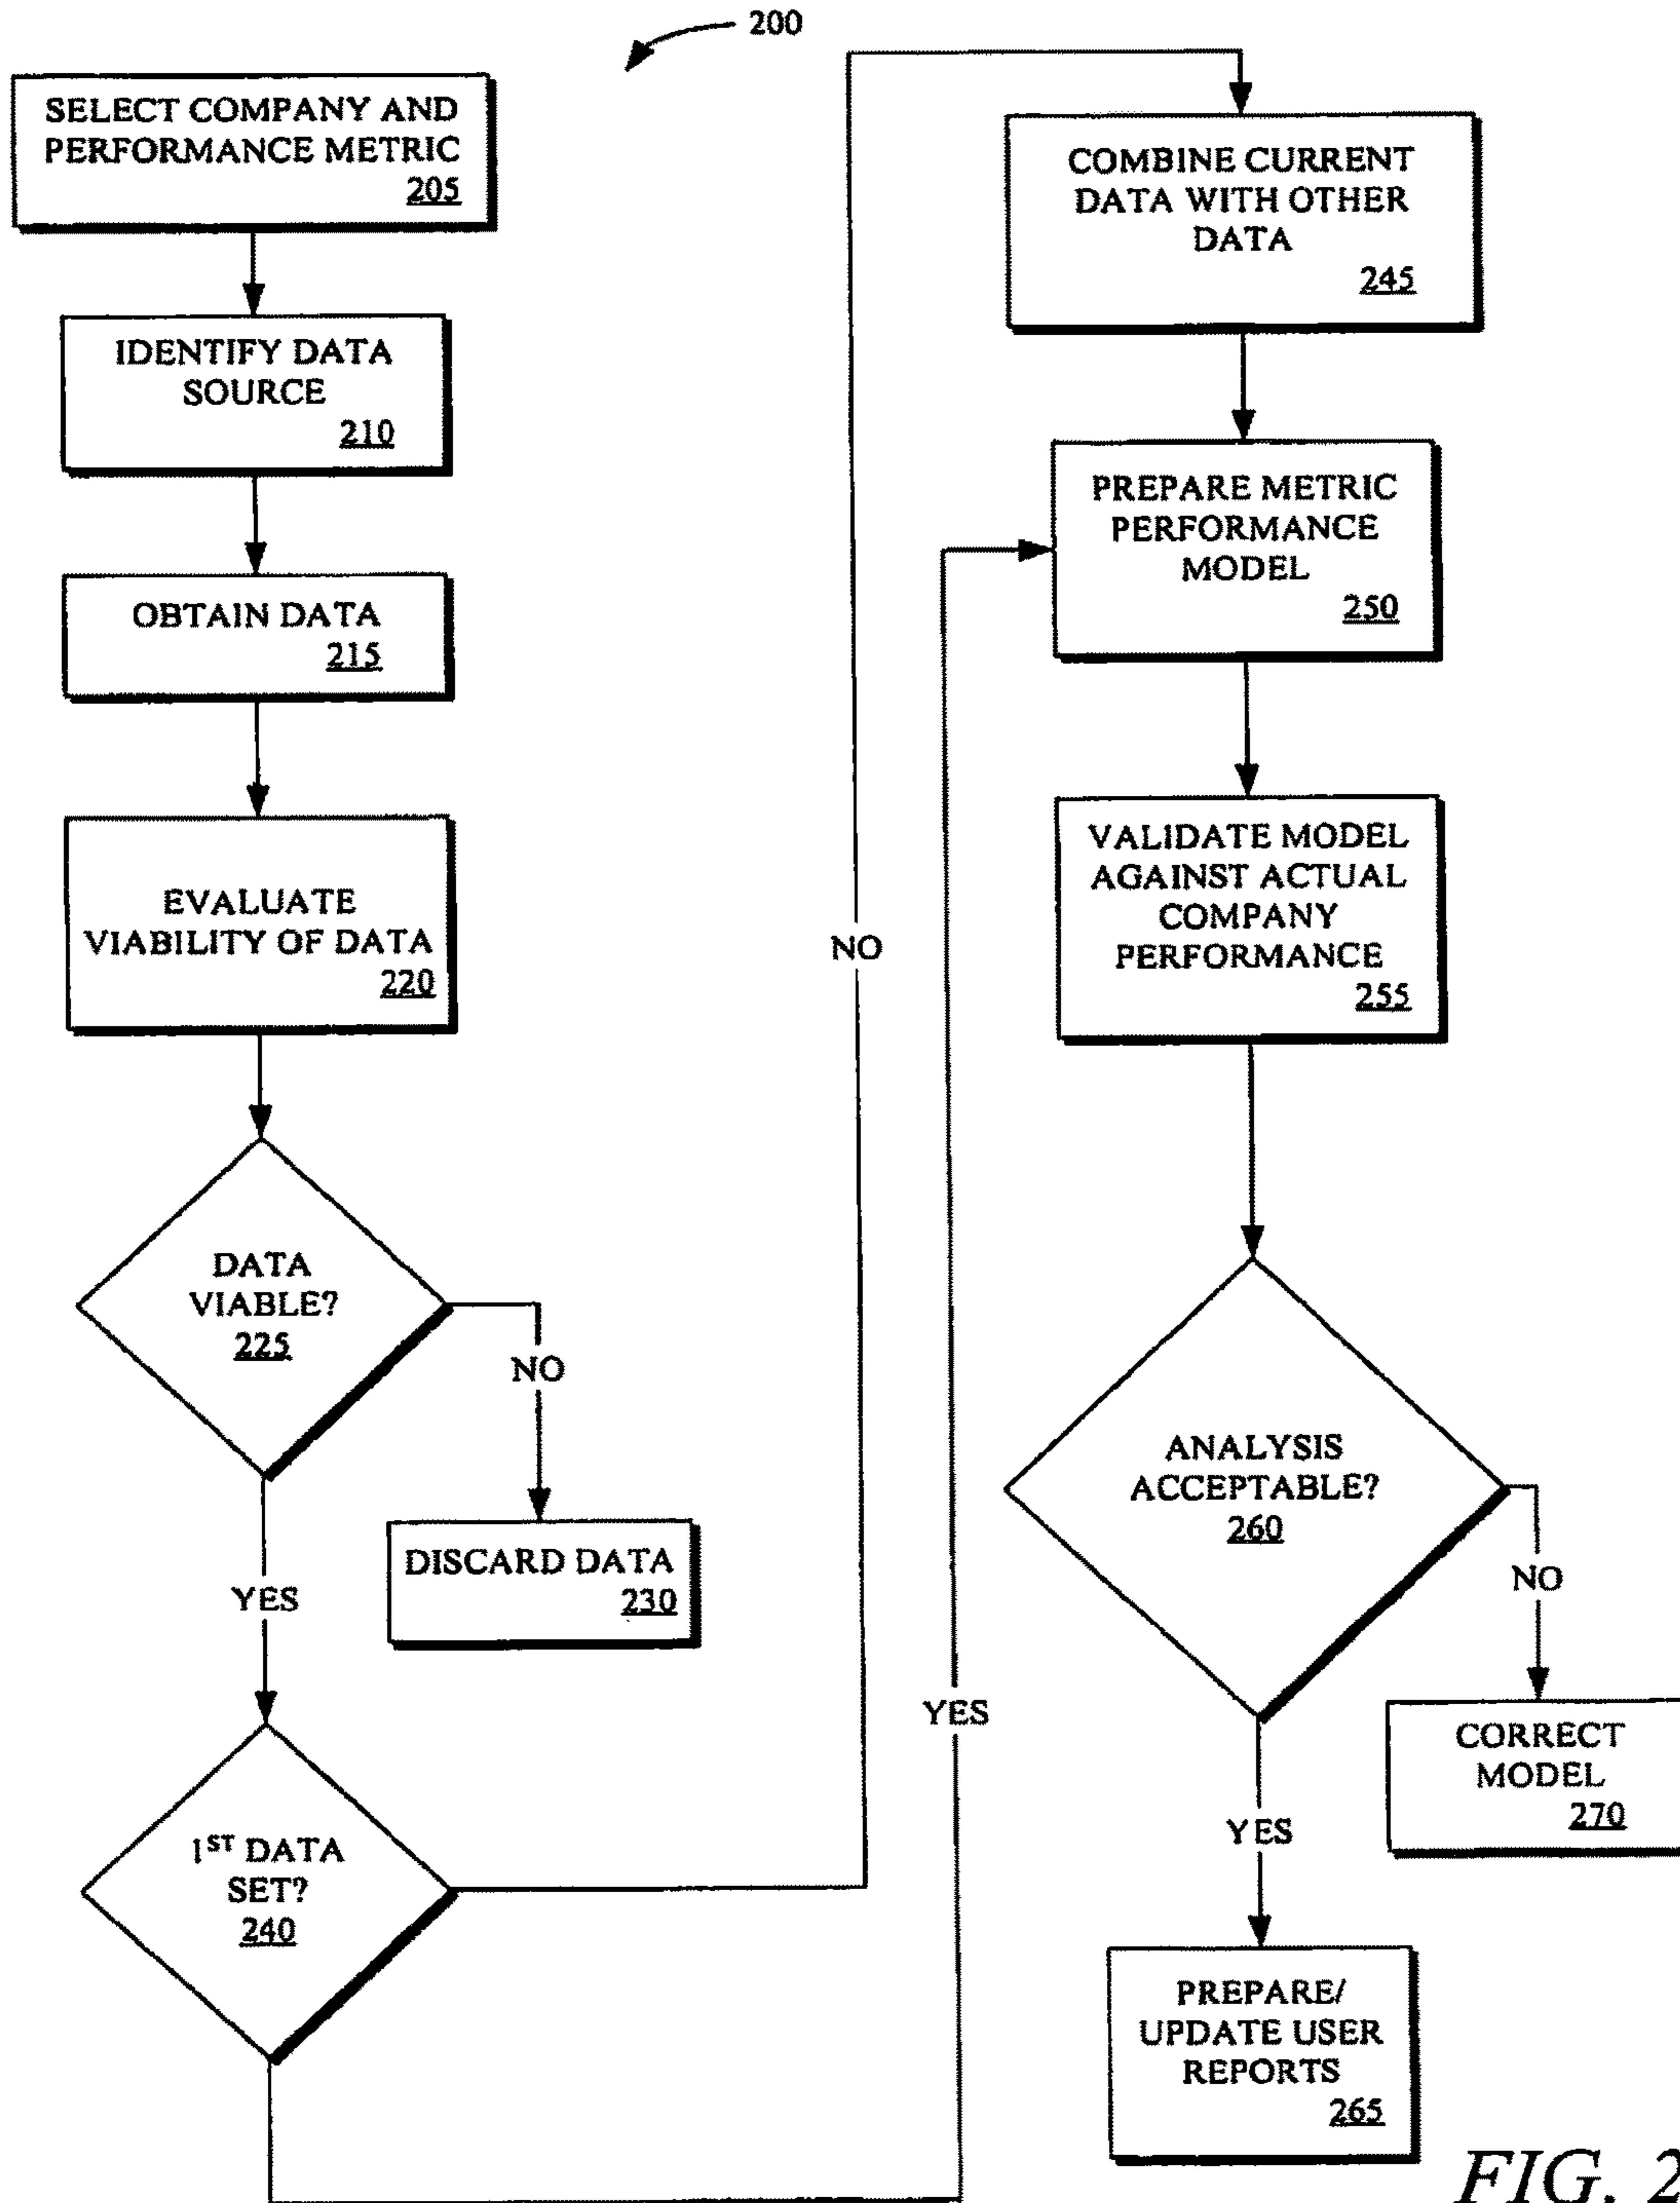 200
SELECT COMPANY AND
PERFORMANCE METRIC
205
IDENTIFY DATA
SOURCE
210
OBTAIN DATA
215
EVALUATE
VIABILITY OF DATA
220
DATA
VIABLE?
225
NO
DISCARD DATA
230
YES
1ST DATA
SET?
240
NO
YES
COMBINE CURRENT
DATA WITH OTHER
DATA
245
PREPARE METRIC
PERFORMANCE
MODEL
250
VALIDATE MODEL
AGAINST ACTUAL
COMPANY
PERFORMANCE
255
ANALYSIS
ACCEPTABLE?
260
NO
CORRECT
MODEL
270
YES
PREPARE/
UPDATE USER
REPORTS
265
FIG. 2